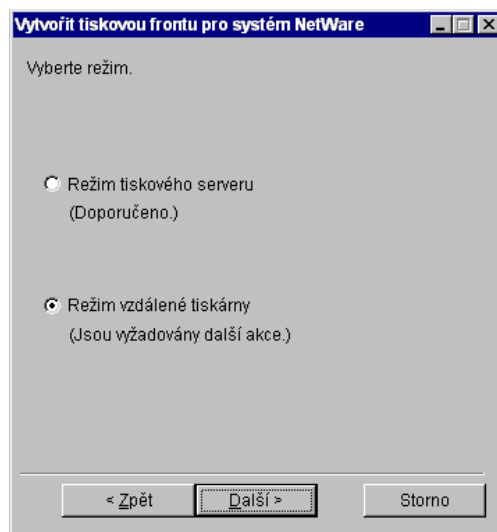 Vytvořit tiskovou frontu pro systém NetWare
Vyberte režim.
Režim tiskového serveru
(Doporučeno.)
Režim vzdálené tiskárny
(Jsou vyžadovány další akce.)
< Zpět Další > Storno